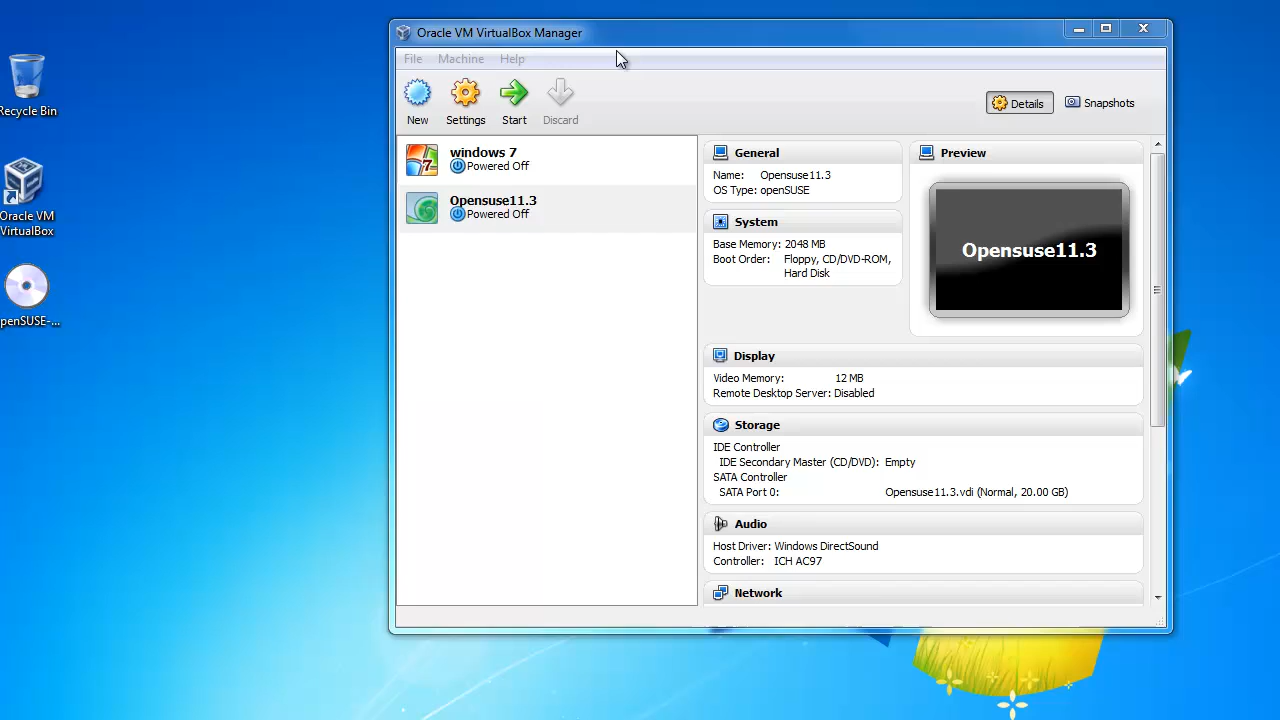 Recycle Bin
Oracle VM
VirtualBox
penSUSE-...
Oracle VM VirtualBox Manager
File Machine Help
New Settings Start Discard
Details Snapshots
windows 7
Powered Off
Opensuse11.3
Powered Off
General
Name: Opensuse11.3
OS Type: openSUSE
System
Base Memory: 2048 MB
Boot Order: Floppy, CD/DVD-ROM,
Hard Disk
Preview
Opensuse11.3
Display
Video Memory: 12 MB
Remote Desktop Server: Disabled
Storage
IDE Controller
IDE Secondary Master (CD/DVD): Empty
SATA Controller
SATA Port 0: Opensuse11.3.vdi (Normal, 20.00 GB)
Audio
Host Driver: Windows DirectSound
Controller: ICH AC97
Network